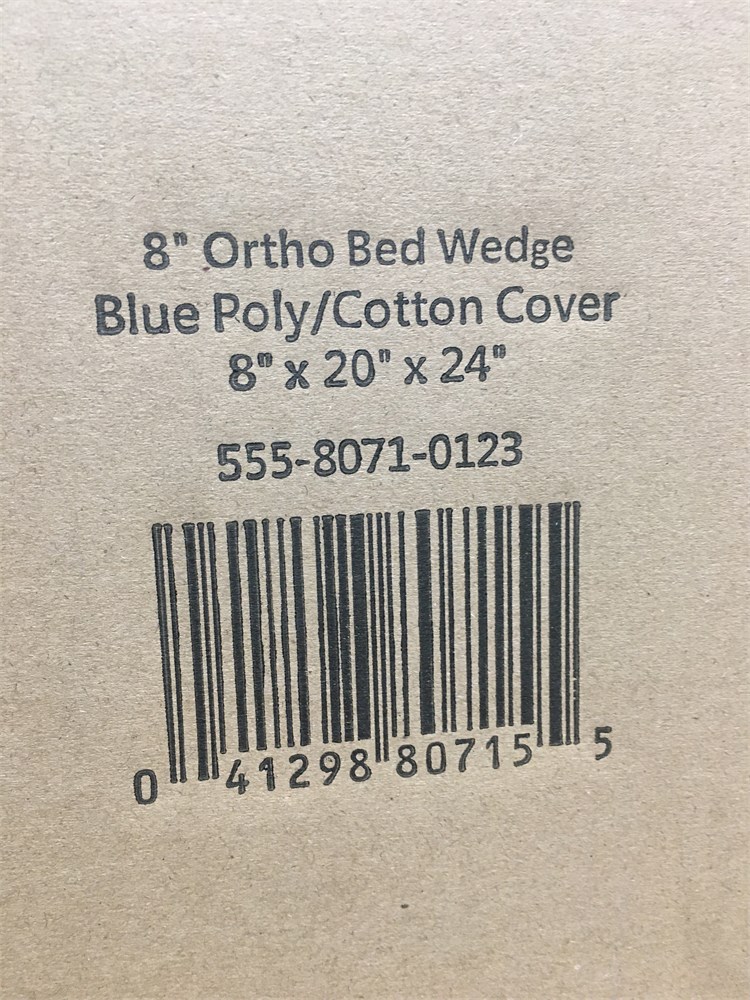 8" Ortho Bed Wedge
Blue Poly/Cotton Cover
8" x 20" x 24"
555-8071-0123
0 41298 80715 5